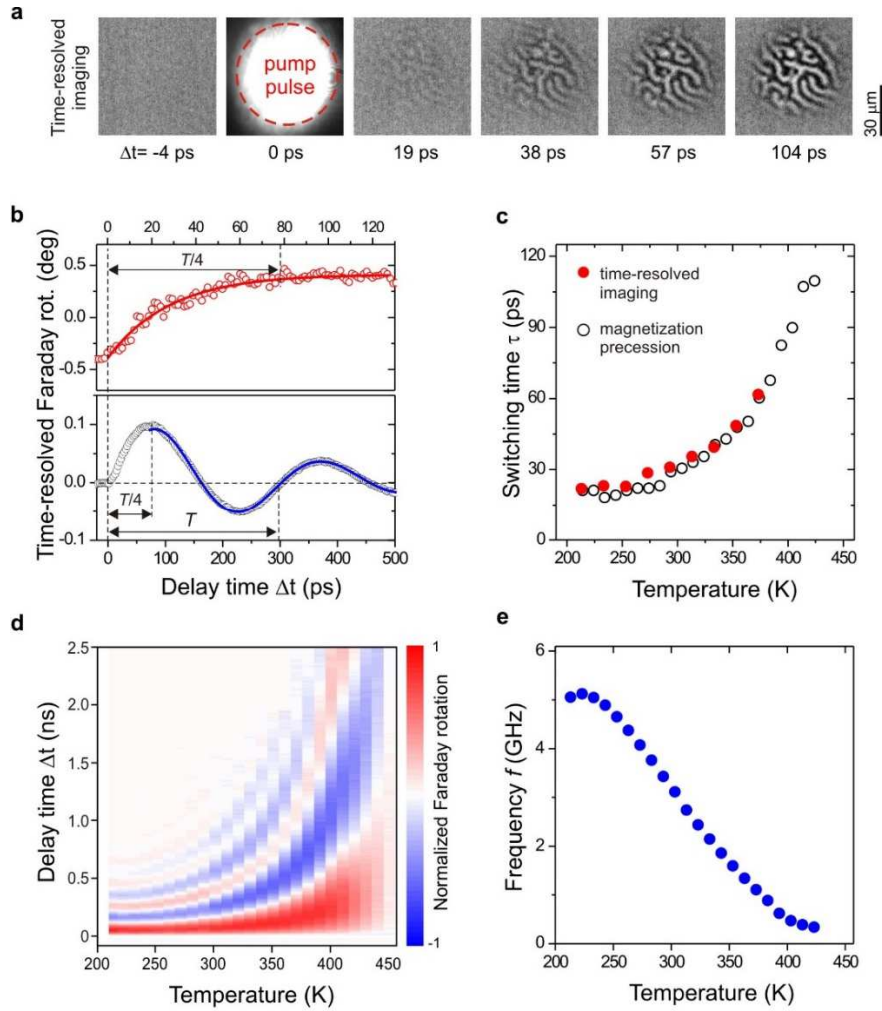 a
Time-resolved
imaging
pump
pulse
30 μm
Δt= -4 ps
0 ps
19 ps
38 ps
57 ps
104 ps
b
0 20 40 60 80 100 120
Time-resolved Faraday rot. (deg)
0.5
0.0
-0.5
T/4
0.1
0.0
-0.1
T/4
T
0 100 200 300 400 500
Delay time Δt (ps)
c
Switching time τ (ps)
120
90
60
30
0
time-resolved
imaging
magnetization
precession
200 250 300 350 400 450
Temperature (K)
d
Delay time Δt (ns)
2.5
2.0
1.5
1.0
0.5
0
200 250 300 350 400 450
Temperature (K)
1
Normalized Faraday rotation
-1
e
Frequency f (GHz)
6
4
2
0
200 250 300 350 400 450
Temperature (K)